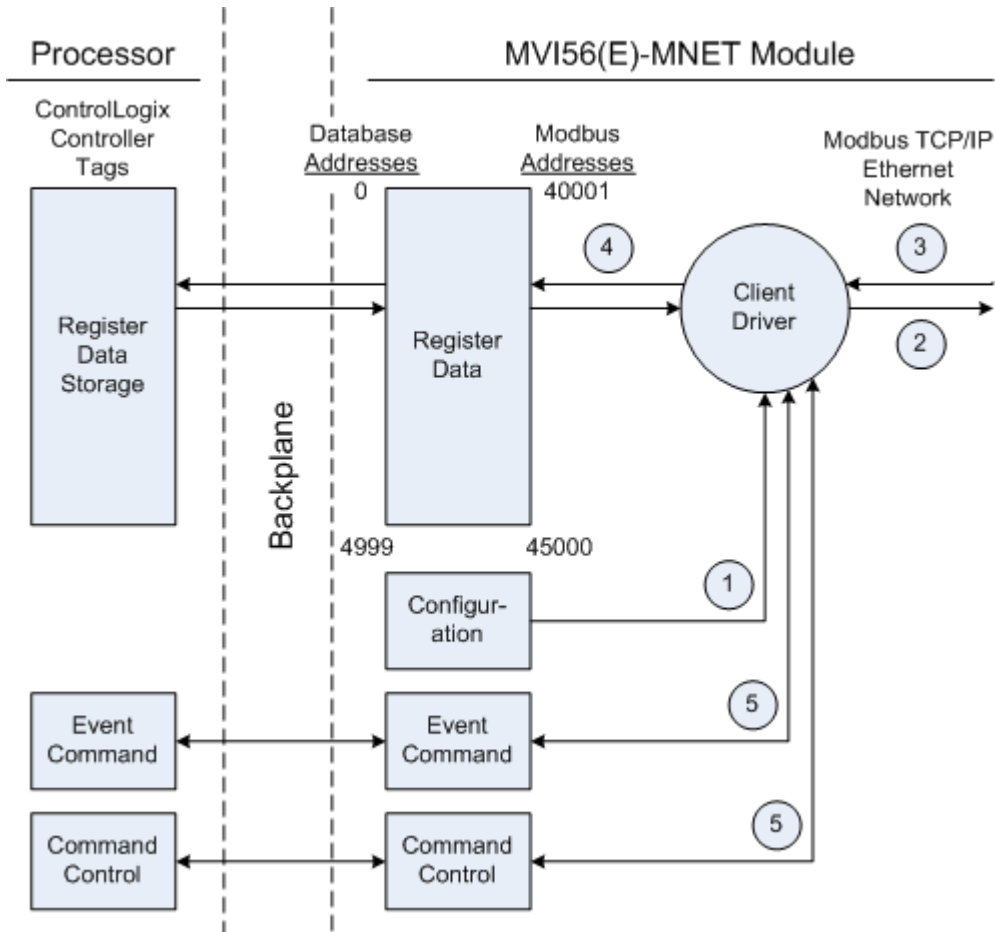 Processor
MVI56(E)-MNET Module
ControlLogix
Controller
Tags
Database
Addresses
0
Modbus
Addresses
40001
Modbus TCP/IP
Ethernet
Network
4
3
Client
Driver
2
Register
Data
Storage
Register
Data
Backplane
4999
45000
1
Configur-
ation
5
Event
Command
Event
Command
5
Command
Control
Command
Control